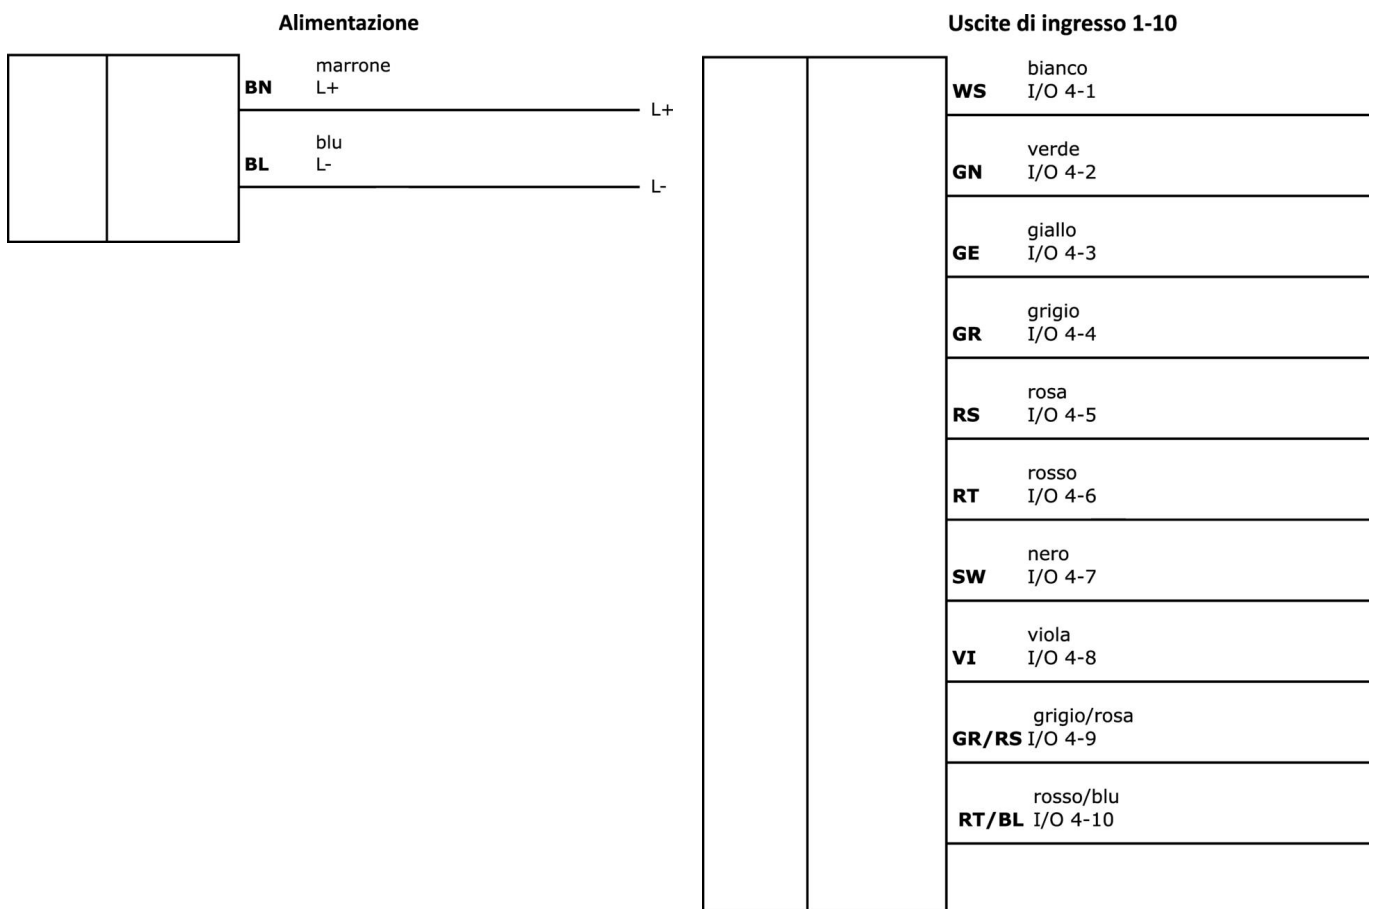 Alimentazione
marrone
BN L+
L+
blu
BL L-
L-
Uscite di ingresso 1-10
bianco
WS I/O 4-1
verde
GN I/O 4-2
giallo
GE I/O 4-3
grigio
GR I/O 4-4
rosa
RS I/O 4-5
rosso
RT I/O 4-6
nero
SW I/O 4-7
viola
VI I/O 4-8
grigio/rosa
GR/RS I/O 4-9
rosso/blu
RT/BL I/O 4-10